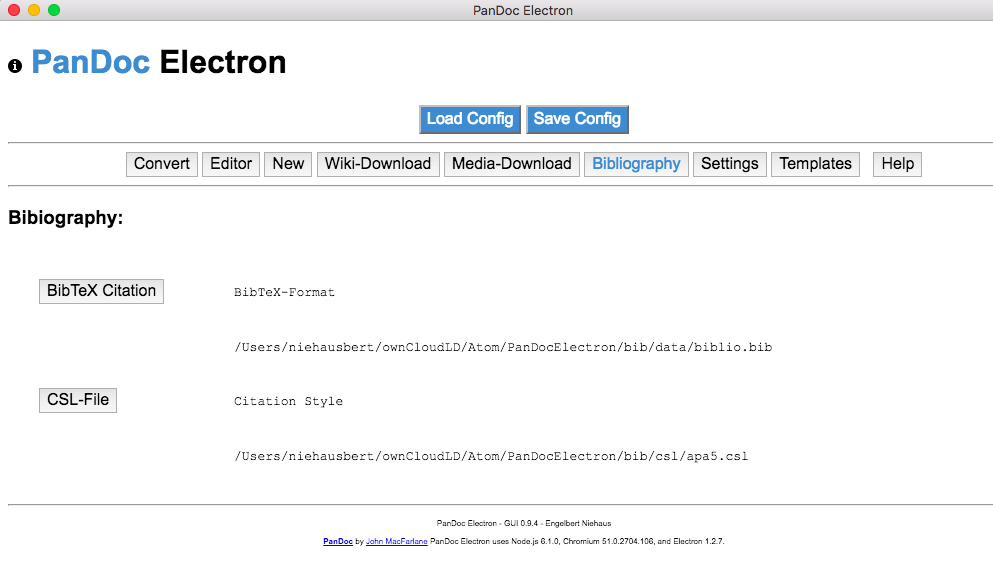 PanDoc Electron
PanDoc Electron
Load Config Save Config
Convert Editor New Wiki-Download Media-Download Bibliography Settings Templates Help
Bibiography:
BibTeX Citation BibTeX-Format
/Users/niehausbert/ownCloudLD/Atom/PanDocElectron/bib/data/biblio.bib
CSL-File Citation Style
/Users/niehausbert/ownCloudLD/Atom/PanDocElectron/bib/csl/apa5.csl
PanDoc Electron - GUI 0.9.4 - Engelbert Niehaus
PanDoc by John MacFarlane PanDoc Electron uses Node.js 6.1.0, Chromium 51.0.2704.106, and Electron 1.2.7.